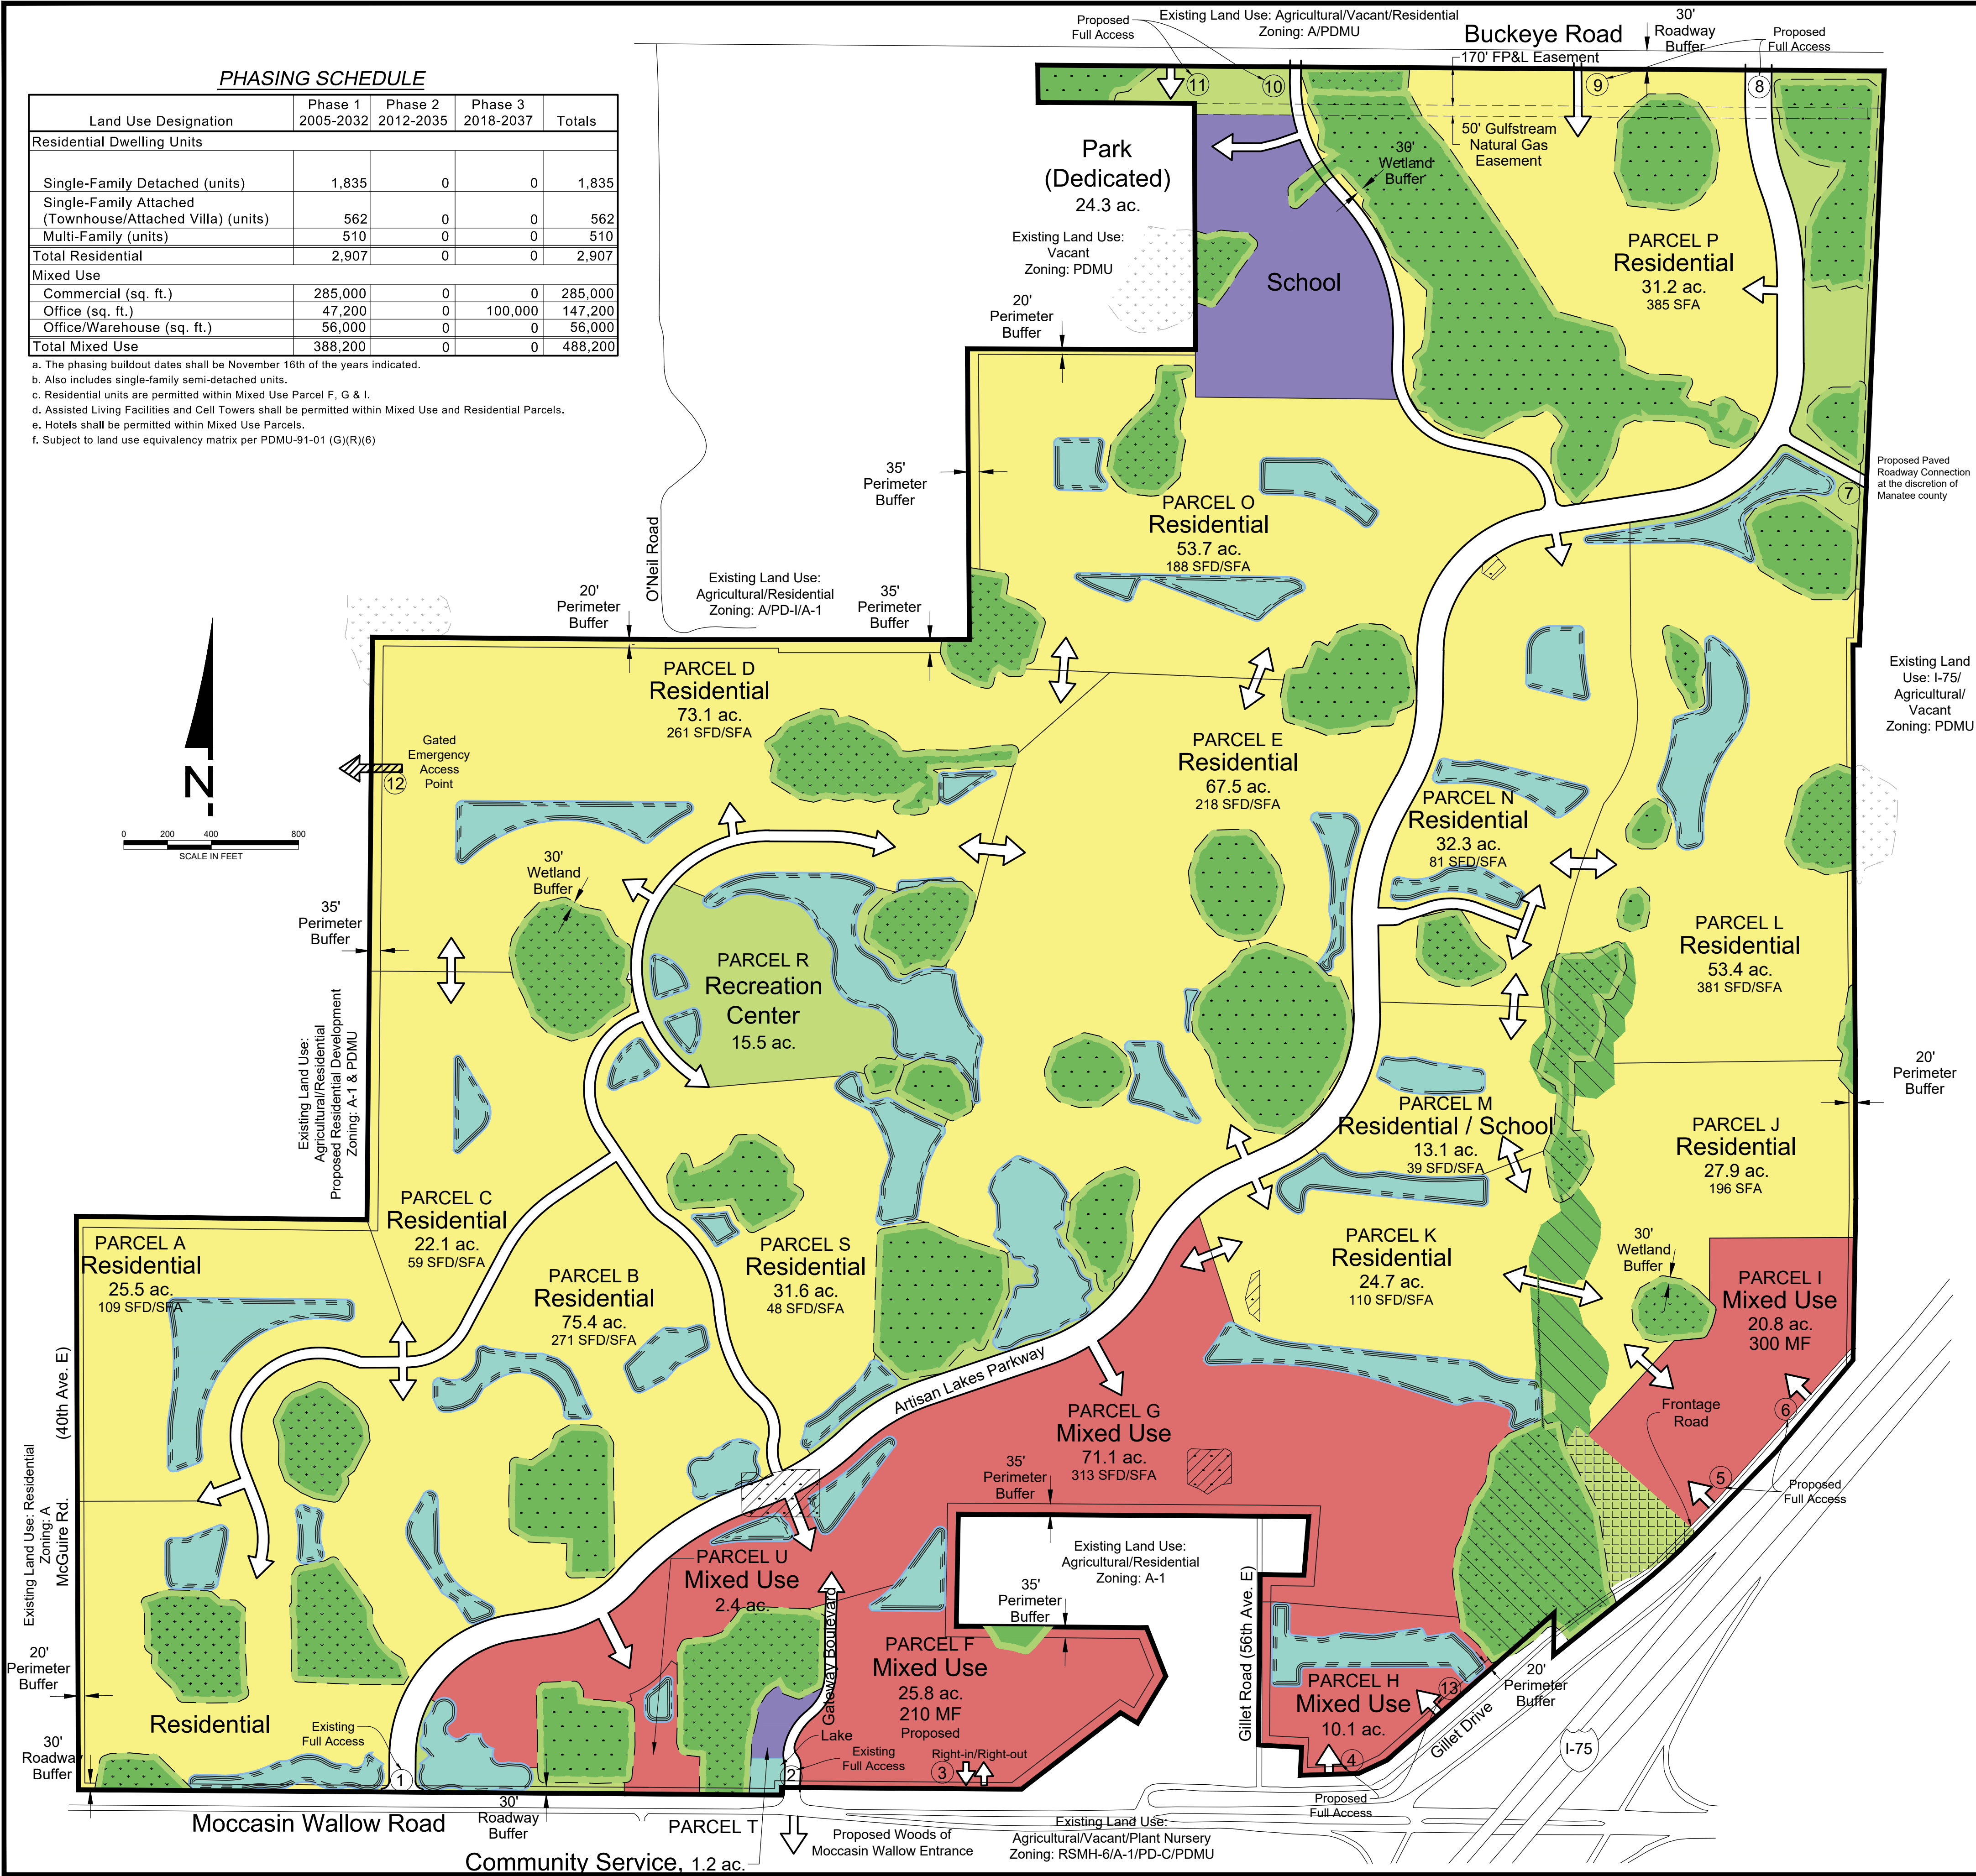 PHASING SCHEDULE
Land Use Designation | Phase 1 2005-2032 | Phase 2 2012-2035 | Phase 3 2018-2037 | Totals
Residential Dwelling Units
Single-Family Detached (units) 1,835 0 0 1,835
Single-Family Attached
(Townhouse/Attached Villa) (units) 562 0 0 562
Multi-Family (units) 510 0 0 510
Total Residential 2,907 0 0 2,907
Mixed Use
Commercial (sq. ft.) 285,000 0 0 285,000
Office (sq. ft.) 47,200 0 100,000 147,200
Office/Warehouse (sq. ft.) 56,000 0 0 56,000
Total Mixed Use 388,200 0 0 488,200
a. The phasing buildout dates shall be November 16th of the years indicated.
b. Also includes single-family semi-detached units.
c. Residential units are permitted within Mixed Use Parcel F, G & I.
d. Assisted Living Facilities and Cell Towers shall be permitted within Mixed Use and Residential Parcels.
e. Hotels shall be permitted within Mixed Use Parcels.
f. Subject to land use equivalency matrix per PDMU-91-01 (G)(R)(6)
Proposed
Full Access
Existing Land Use: Agricultural/Vacant/Residential
Zoning: A/PDMU
Buckeye Road
30'
Roadway
Buffer
Proposed
Full Access
170' FP&L Easement
11
10
9
8
50' Gulfstream
Natural Gas
Easement
Park
(Dedicated)
24.3 ac.
30'
Wetland
Buffer
Existing Land Use:
Vacant
Zoning: PDMU
School
PARCEL P
Residential
31.2 ac.
385 SFA
20'
Perimeter
Buffer
35'
Perimeter
Buffer
PARCEL O
Residential
53.7 ac.
188 SFD/SFA
Proposed Paved
Roadway Connection
at the discretion of
Manatee county
7
O'Neil Road
Existing Land Use:
Agricultural/Residential
Zoning: A/PD-I/A-1
20'
Perimeter
Buffer
35'
Perimeter
Buffer
N
0 200 400 800
SCALE IN FEET
PARCEL D
Residential
73.1 ac.
261 SFD/SFA
Gated
Emergency
Access
Point
12
PARCEL E
Residential
67.5 ac.
218 SFD/SFA
Existing Land
Use: I-75/
Agricultural/
Vacant
Zoning: PDMU
PARCEL N
Residential
32.3 ac.
81 SFD/SFA
30'
Wetland
Buffer
35'
Perimeter
Buffer
PARCEL R
Recreation
Center
15.5 ac.
PARCEL L
Residential
53.4 ac.
381 SFD/SFA
Existing Land Use:
Agricultural/Residential
Proposed Residential Development
Zoning: A-1 & PDMU
20'
Perimeter
Buffer
PARCEL M
Residential / School
13.1 ac.
39 SFD/SFA
PARCEL J
Residential
27.9 ac.
196 SFA
PARCEL C
Residential
22.1 ac.
59 SFD/SFA
PARCEL A
Residential
25.5 ac.
109 SFD/SFA
PARCEL B
Residential
75.4 ac.
271 SFD/SFA
PARCEL S
Residential
31.6 ac.
48 SFD/SFA
PARCEL K
Residential
24.7 ac.
110 SFD/SFA
30'
Wetland
Buffer
PARCEL I
Mixed Use
20.8 ac.
300 MF
Artisan Lakes Parkway
Frontage
Road
6
5
Proposed
Full Access
PARCEL G
Mixed Use
71.1 ac.
313 SFD/SFA
35'
Perimeter
Buffer
Existing Land Use: Residential
Zoning: A
McGuire Rd. (40th Ave. E)
Existing Land Use:
Agricultural/Residential
Zoning: A-1
35'
Perimeter
Buffer
PARCEL U
Mixed Use
2.4 ac.
Gateway Boulevard
PARCEL F
Mixed Use
25.8 ac.
210 MF
Proposed
Right-in/Right-out
3
Gillet Road (56th Ave. E)
PARCEL H
Mixed Use
10.1 ac.
13
4
20'
Perimeter
Buffer
Gillet Drive
I-75
20'
Perimeter
Buffer
30'
Roadway
Buffer
Residential
Existing
Full Access
1
Lake
Existing
Full Access
2
Proposed
Full Access
Moccasin Wallow Road
30'
Roadway
Buffer
PARCEL T
Community Service, 1.2 ac.
Proposed Woods of
Moccasin Wallow Entrance
Existing Land Use:
Agricultural/Vacant/Plant Nursery
Zoning: RSMH-6/A-1/PD-C/PDMU